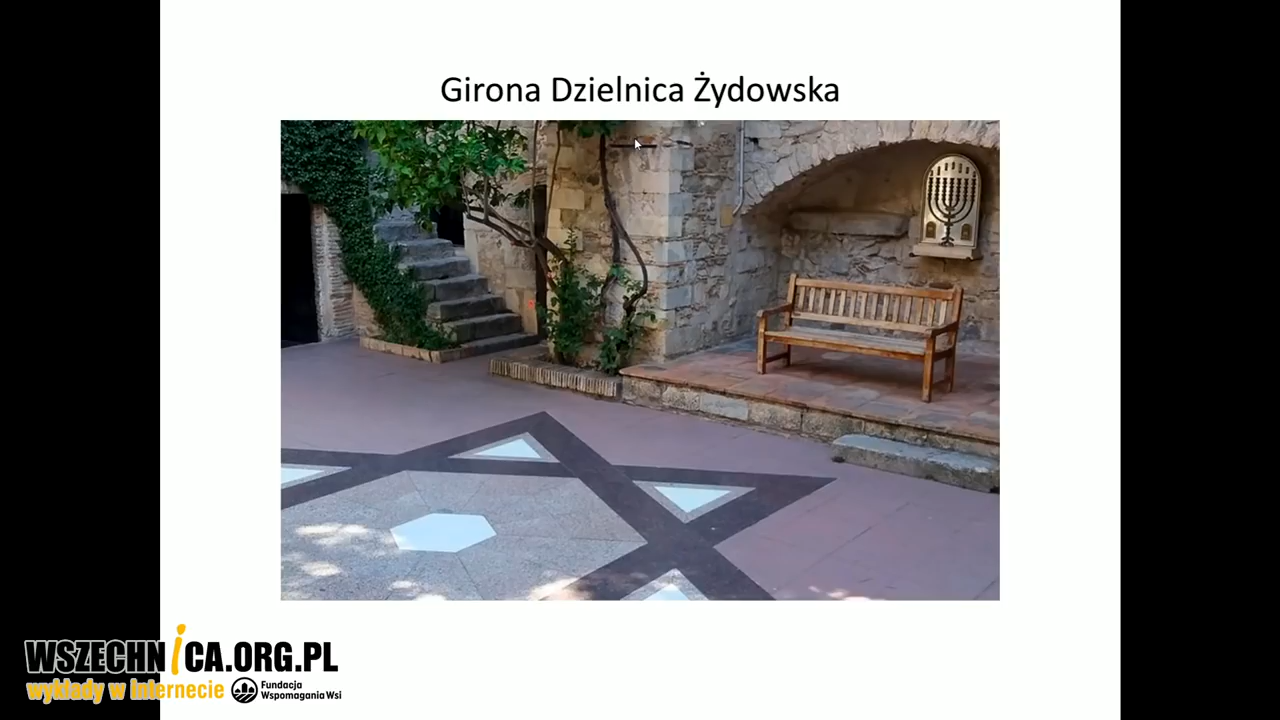 Girona Dzielnica Żydowska
WSZECHNiCA.ORG.PL
wykłady w internecie
Fundacja
Wspomagania Wsi